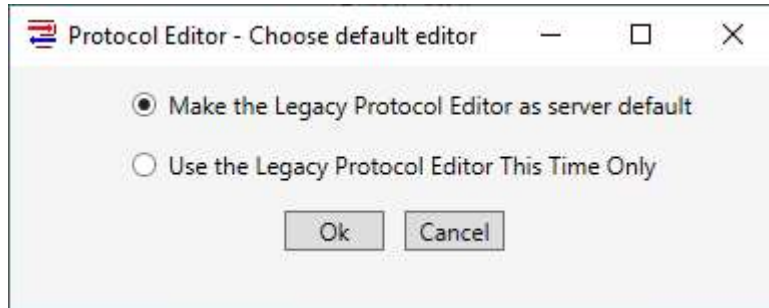 Protocol Editor - Choose default editor
Make the Legacy Protocol Editor as server default
Use the Legacy Protocol Editor This Time Only
Ok Cancel